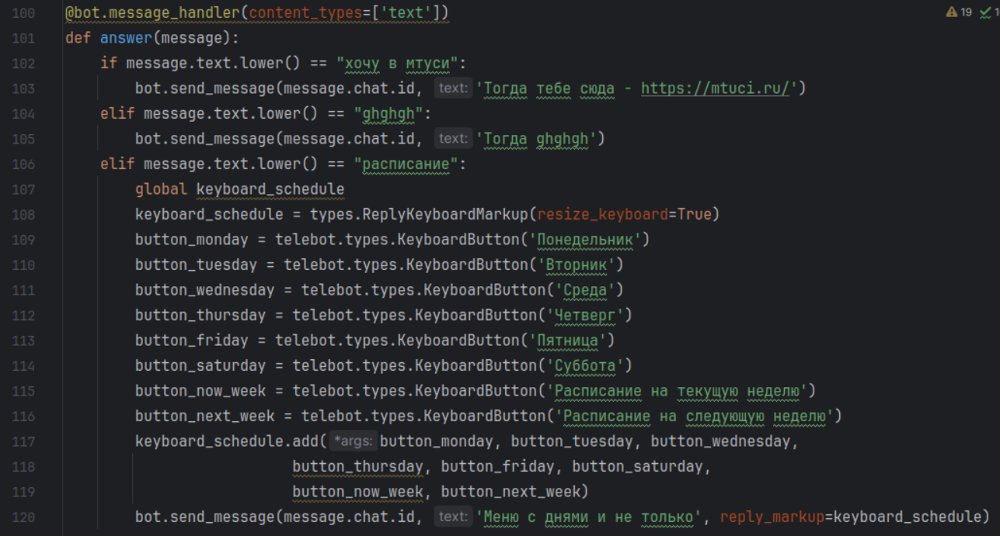 100 @bot.message_handler(content_types=['text']) 19 1
101 def answer(message):
102 if message.text.lower() == "хочу в мтуси":
103 bot.send_message(message.chat.id, text: 'Тогда тебе сюда - https://mtuci.ru/')
104 elif message.text.lower() == "ghghgh":
105 bot.send_message(message.chat.id, text: 'Тогда ghghgh')
106 elif message.text.lower() == "расписание":
107 global keyboard_schedule
108 keyboard_schedule = types.ReplyKeyboardMarkup(resize_keyboard=True)
109 button_monday = telebot.types.KeyboardButton('Понедельник')
110 button_tuesday = telebot.types.KeyboardButton('Вторник')
111 button_wednesday = telebot.types.KeyboardButton('Среда')
112 button_thursday = telebot.types.KeyboardButton('Четверг')
113 button_friday = telebot.types.KeyboardButton('Пятница')
114 button_saturday = telebot.types.KeyboardButton('Суббота')
115 button_now_week = telebot.types.KeyboardButton('Расписание на текущую неделю')
116 button_next_week = telebot.types.KeyboardButton('Расписание на следующую неделю')
117 keyboard_schedule.add( *args: button_monday, button_tuesday, button_wednesday,
118 button_thursday, button_friday, button_saturday,
119 button_now_week, button_next_week)
120 bot.send_message(message.chat.id, text: 'Меню с днями и не только', reply_markup=keyboard_schedule)